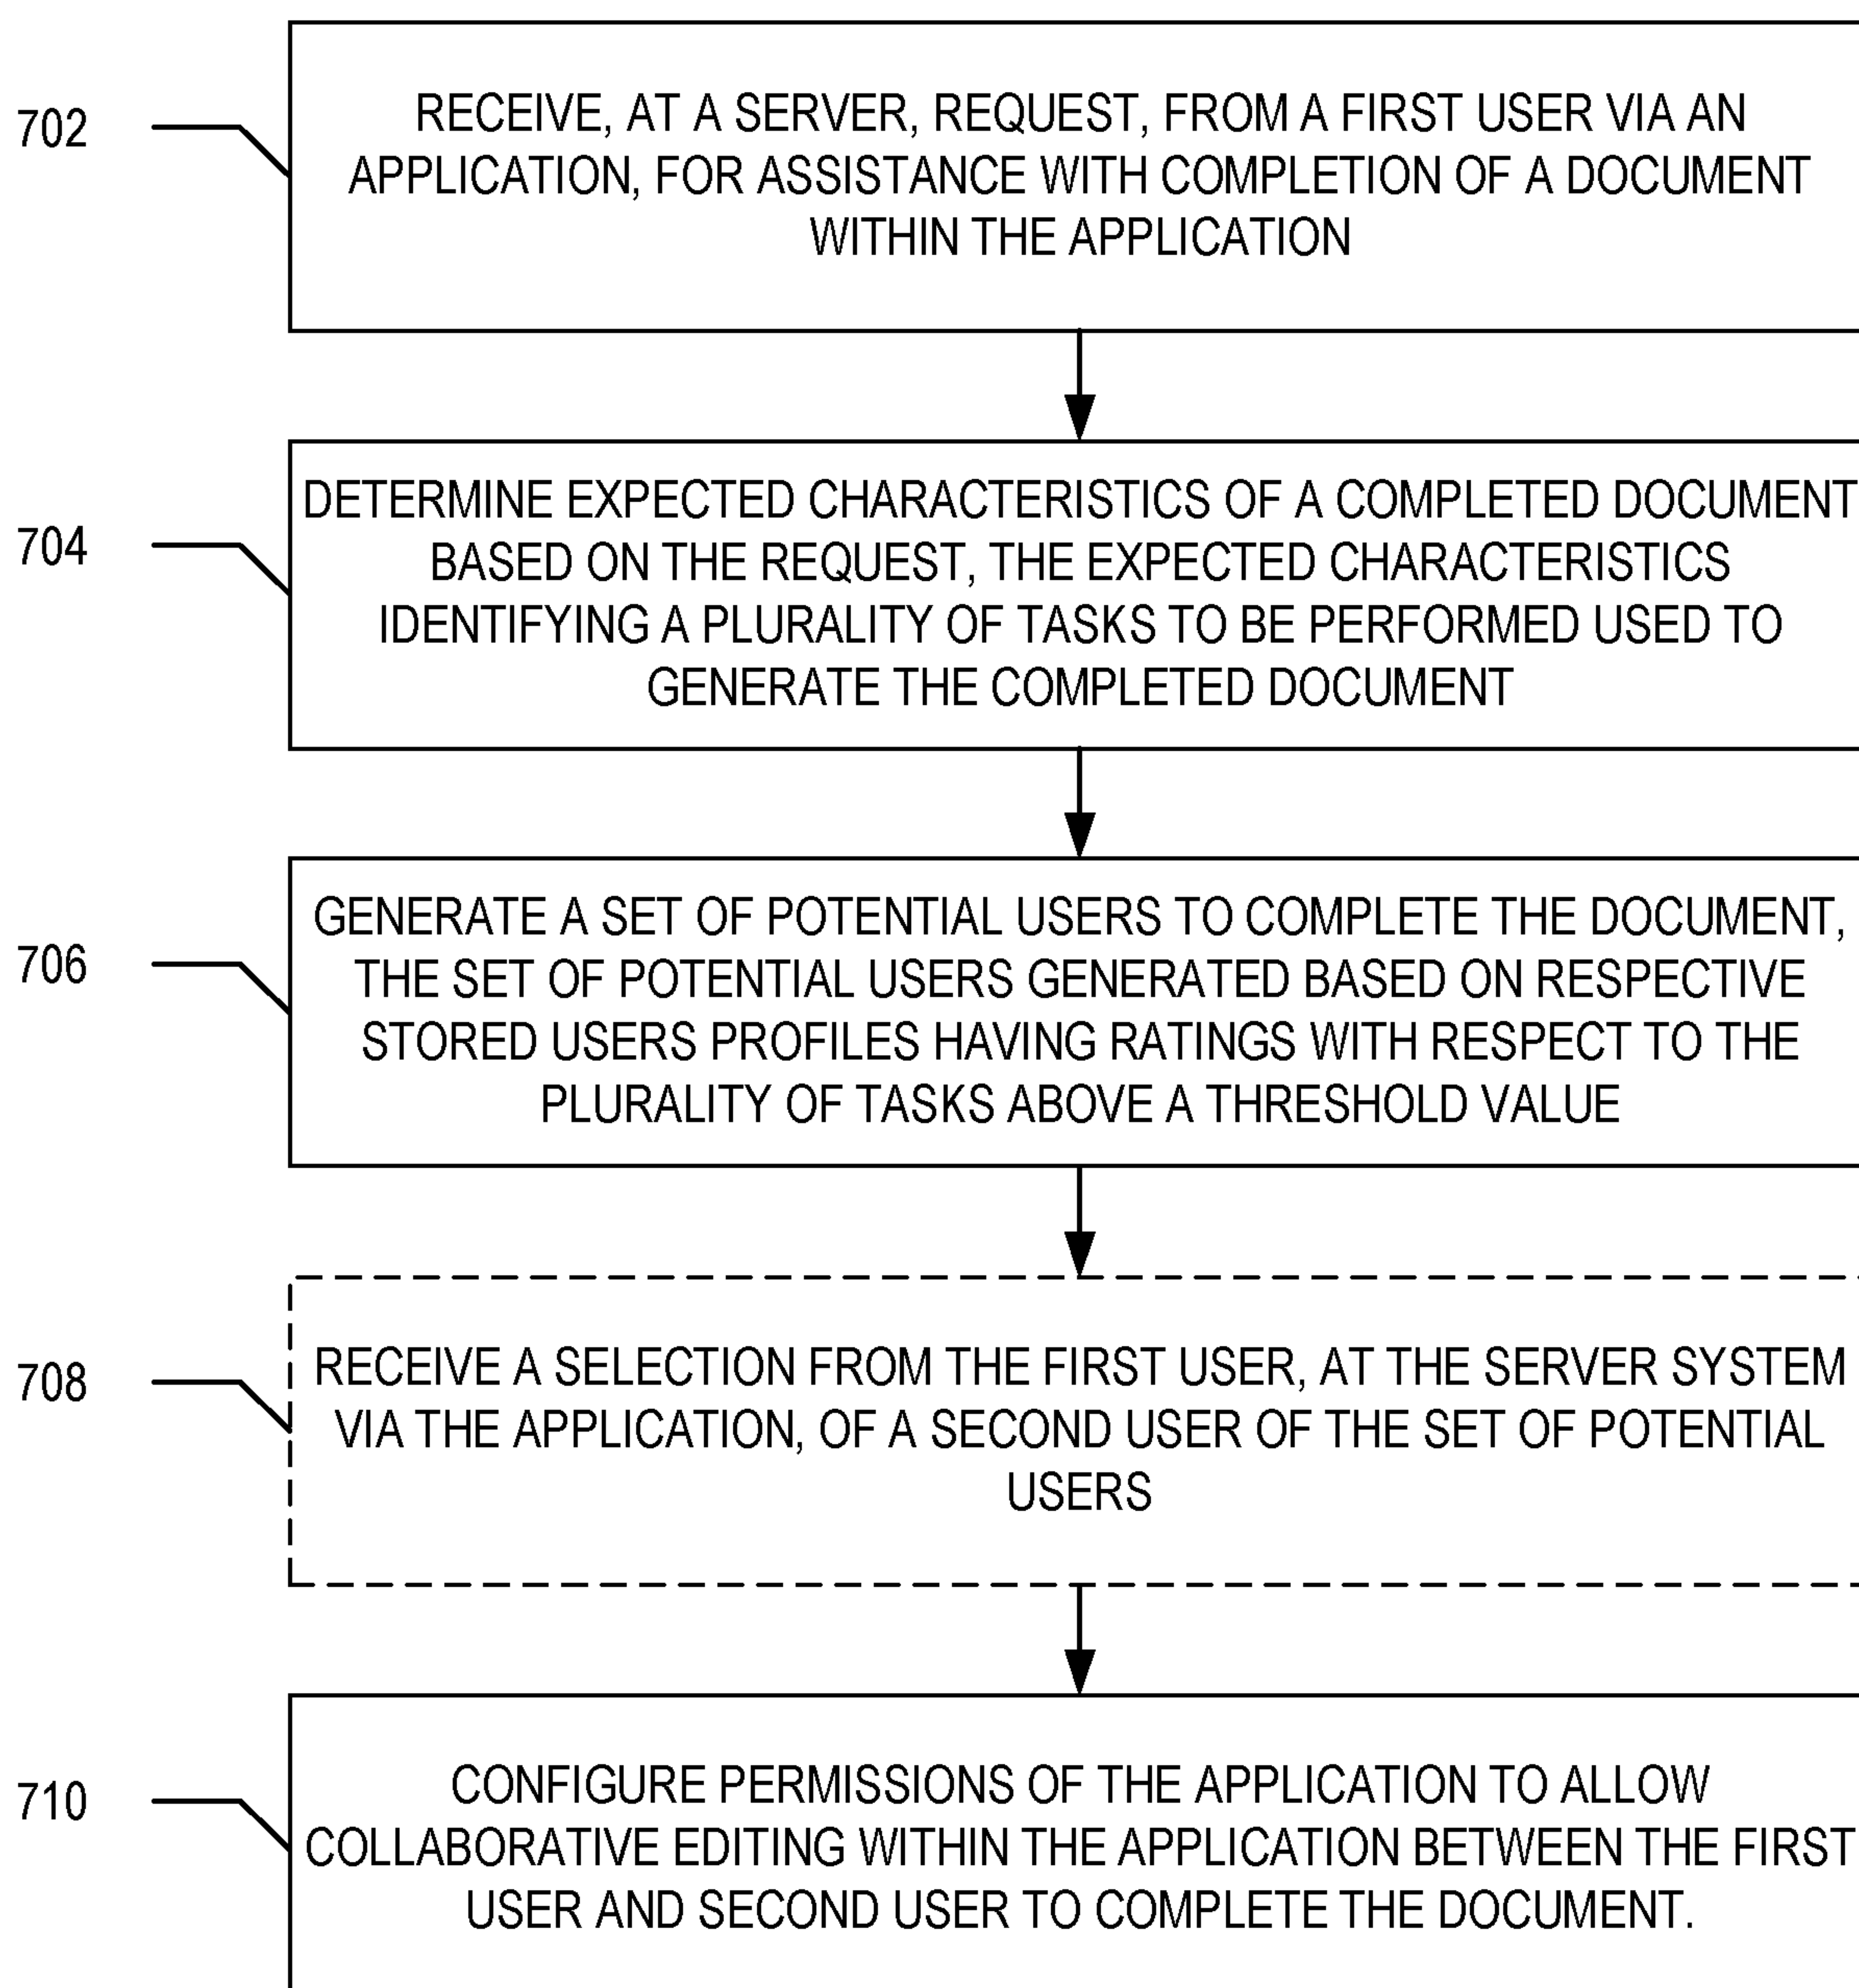 702
RECEIVE, AT A SERVER, REQUEST, FROM A FIRST USER VIA AN
APPLICATION, FOR ASSISTANCE WITH COMPLETION OF A DOCUMENT
WITHIN THE APPLICATION
704
DETERMINE EXPECTED CHARACTERISTICS OF A COMPLETED DOCUMENT
BASED ON THE REQUEST, THE EXPECTED CHARACTERISTICS
IDENTIFYING A PLURALITY OF TASKS TO BE PERFORMED USED TO
GENERATE THE COMPLETED DOCUMENT
706
GENERATE A SET OF POTENTIAL USERS TO COMPLETE THE DOCUMENT,
THE SET OF POTENTIAL USERS GENERATED BASED ON RESPECTIVE
STORED USERS PROFILES HAVING RATINGS WITH RESPECT TO THE
PLURALITY OF TASKS ABOVE A THRESHOLD VALUE
708
RECEIVE A SELECTION FROM THE FIRST USER, AT THE SERVER SYSTEM
VIA THE APPLICATION, OF A SECOND USER OF THE SET OF POTENTIAL
USERS
710
CONFIGURE PERMISSIONS OF THE APPLICATION TO ALLOW
COLLABORATIVE EDITING WITHIN THE APPLICATION BETWEEN THE FIRST
USER AND SECOND USER TO COMPLETE THE DOCUMENT.